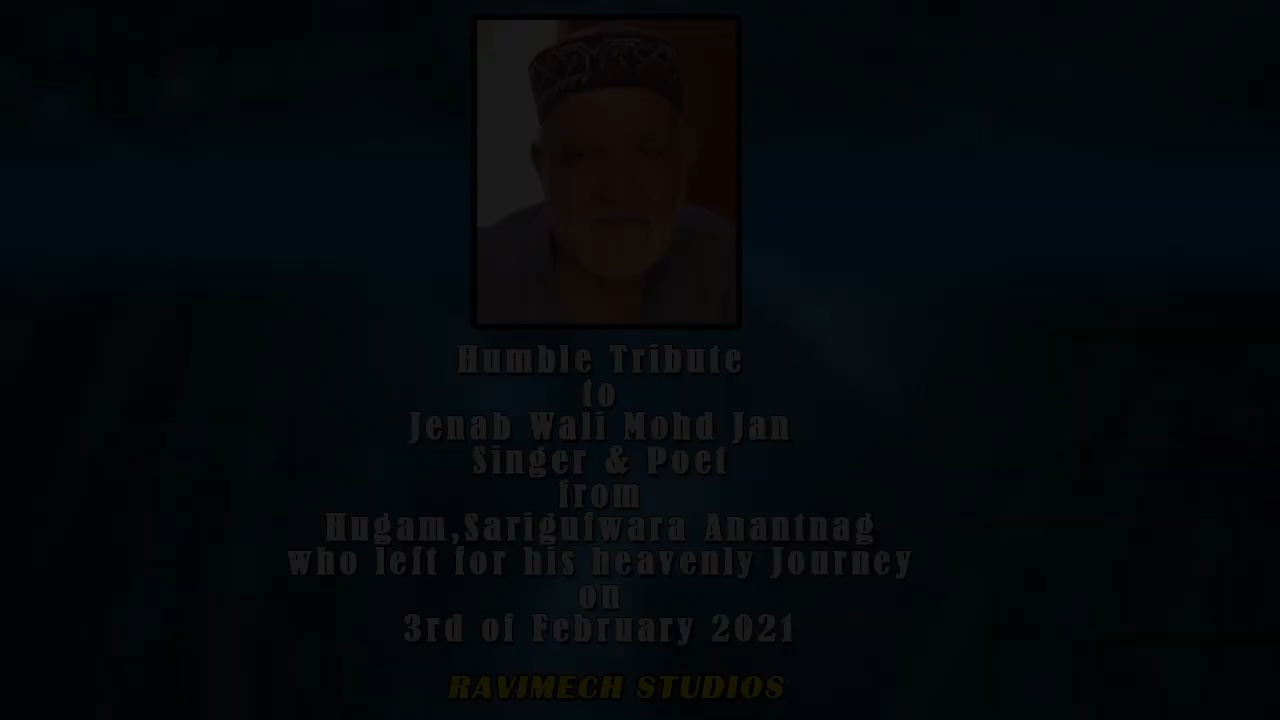 Humble Tribute
to
Jenab Wali Mohd Jan
Singer & Poet
from
Hugam,Sarigufwara Anantnag
who left for his heavenly Journey
on
3rd of February 2021
RAVIMECH STUDIOS